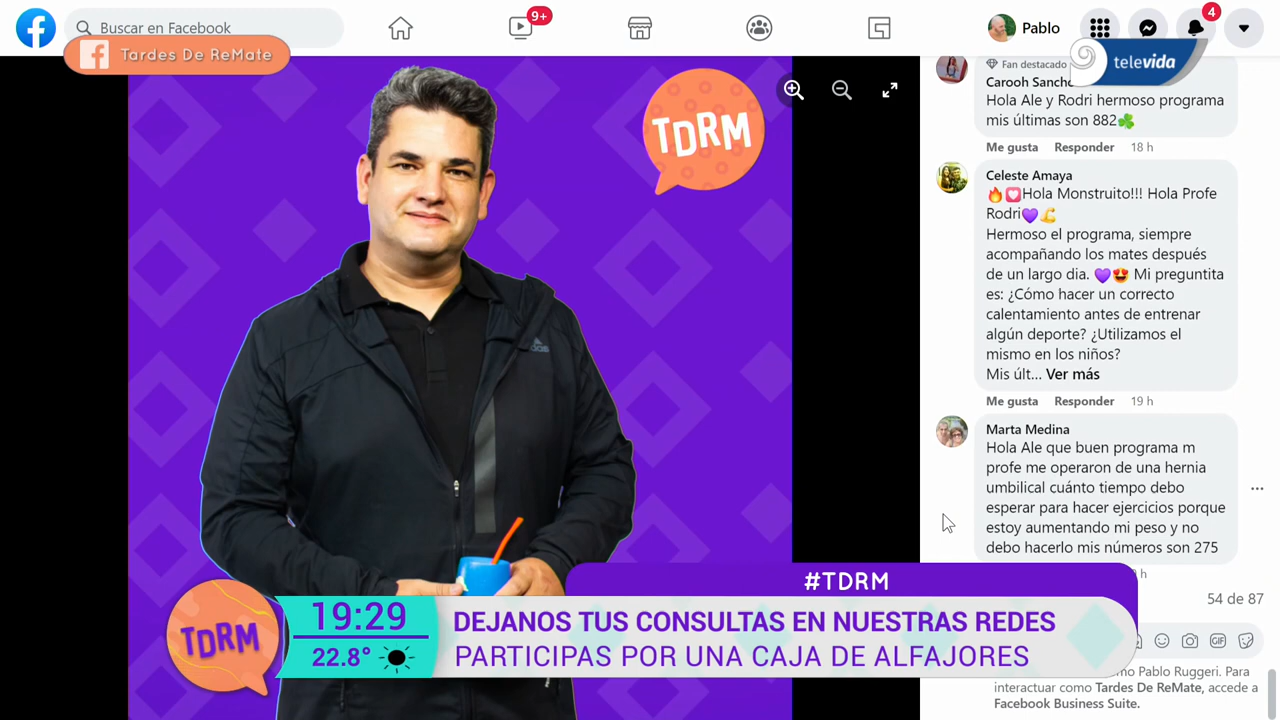 Buscar en Facebook
9+
Pablo
4
Tardes De ReMate
televida
TDRM
adidas
Fan destacado
Carooh Sanch
Hola Ale y Rodri hermoso programa
mis últimas son 882🍀
Me gusta Responder 18 h
Celeste Amaya
🔥💟Hola Monstruito!!! Hola Profe
Rodri💜💪
Hermoso el programa, siempre
acompañando los mates después
de un largo dia. 💜😍 Mi preguntita
es: ¿Cómo hacer un correcto
calentamiento antes de entrenar
algún deporte? ¿Utilizamos el
mismo en los niños?
Mis últ... Ver más
Me gusta Responder 19 h
Marta Medina
Hola Ale que buen programa m
profe me operaron de una hernia
umbilical cuánto tiempo debo
esperar para hacer ejercicios porque
estoy aumentando mi peso y no
debo hacerlo mis números son 275
h
54 de 87
GIF
mo Pablo Ruggeri. Para
interactuar como Tardes De ReMate, accede a
Facebook Business Suite.
#TDRM
TDRM
19:29
22.8°
DEJANOS TUS CONSULTAS EN NUESTRAS REDES
PARTICIPAS POR UNA CAJA DE ALFAJORES